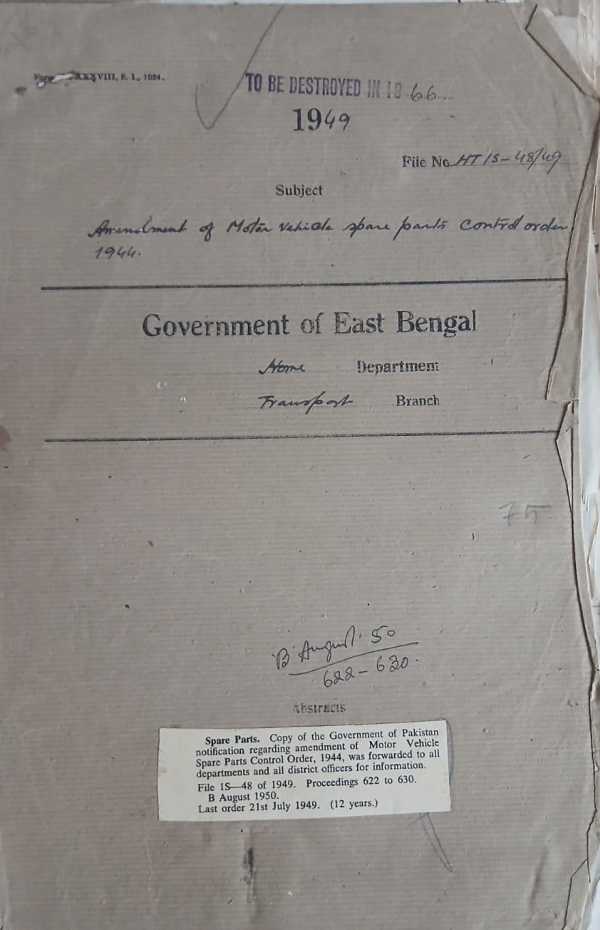 XXXVIII, S. 1., 1024.
TO BE DESTROYED IN 19 66
1949
File No. HT 1S-48/49
Subject
Amendment of Motor Vehicle spare parts control order
1944.
Government of East Bengal
Home Department
Transport Branch
75
'B' August 50
622-630.
Abstracts
Spare Parts. Copy of the Government of Pakistan
notification regarding amendment of Motor Vehicle
Spare Parts Control Order, 1944, was forwarded to all
departments and all district officers for information.
File 1S—48 of 1949. Proceedings 622 to 630.
B August 1950.
Last order 21st July 1949. (12 years.)